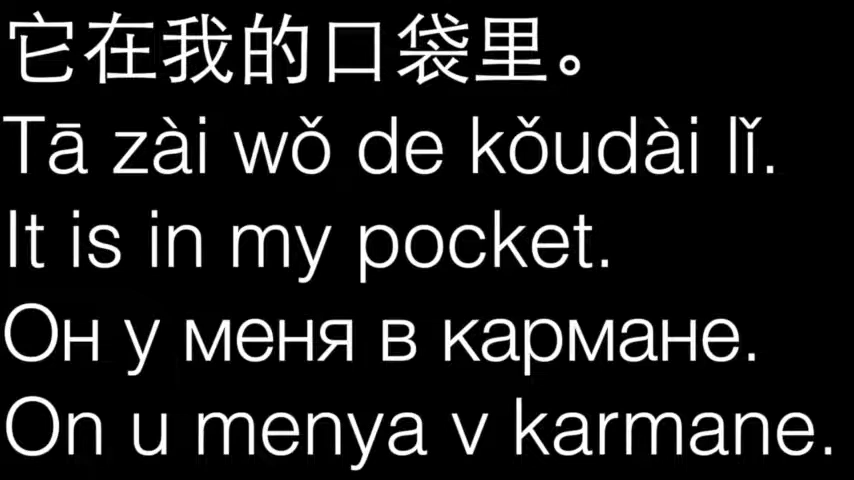 它在我的口袋里。
Tā zài wǒ de kǒudài lǐ.
It is in my pocket.
Он у меня в кармане.
On u menya v karmane.